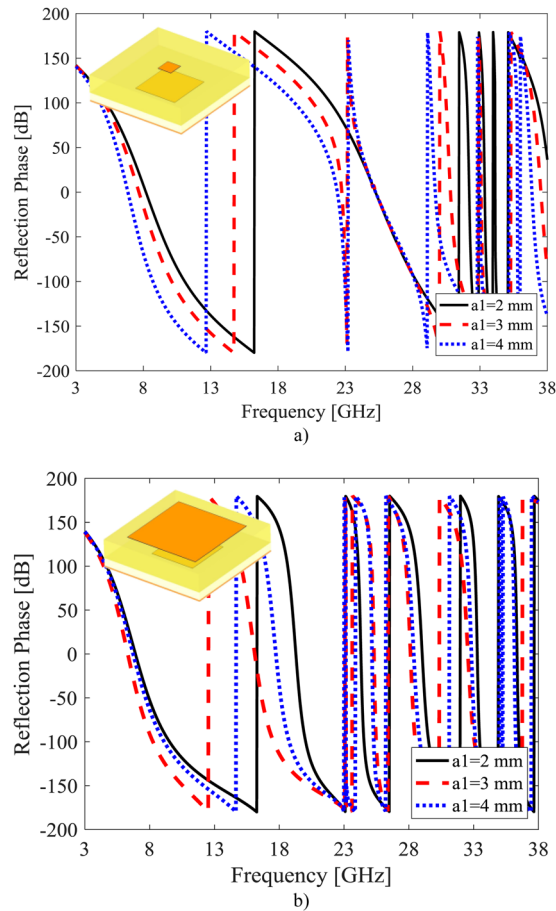 200
150
100
50
0
-50
-100
-150
-200
Reflection Phase [dB]
a1=2 mm
a1=3 mm
a1=4 mm
3 8 13 18 23 28 33 38
Frequency [GHz]
a)
200
150
100
50
0
-50
-100
-150
-200
Reflection Phase [dB]
a1=2 mm
a1=3 mm
a1=4 mm
3 8 13 18 23 28 33 38
Frequency [GHz]
b)